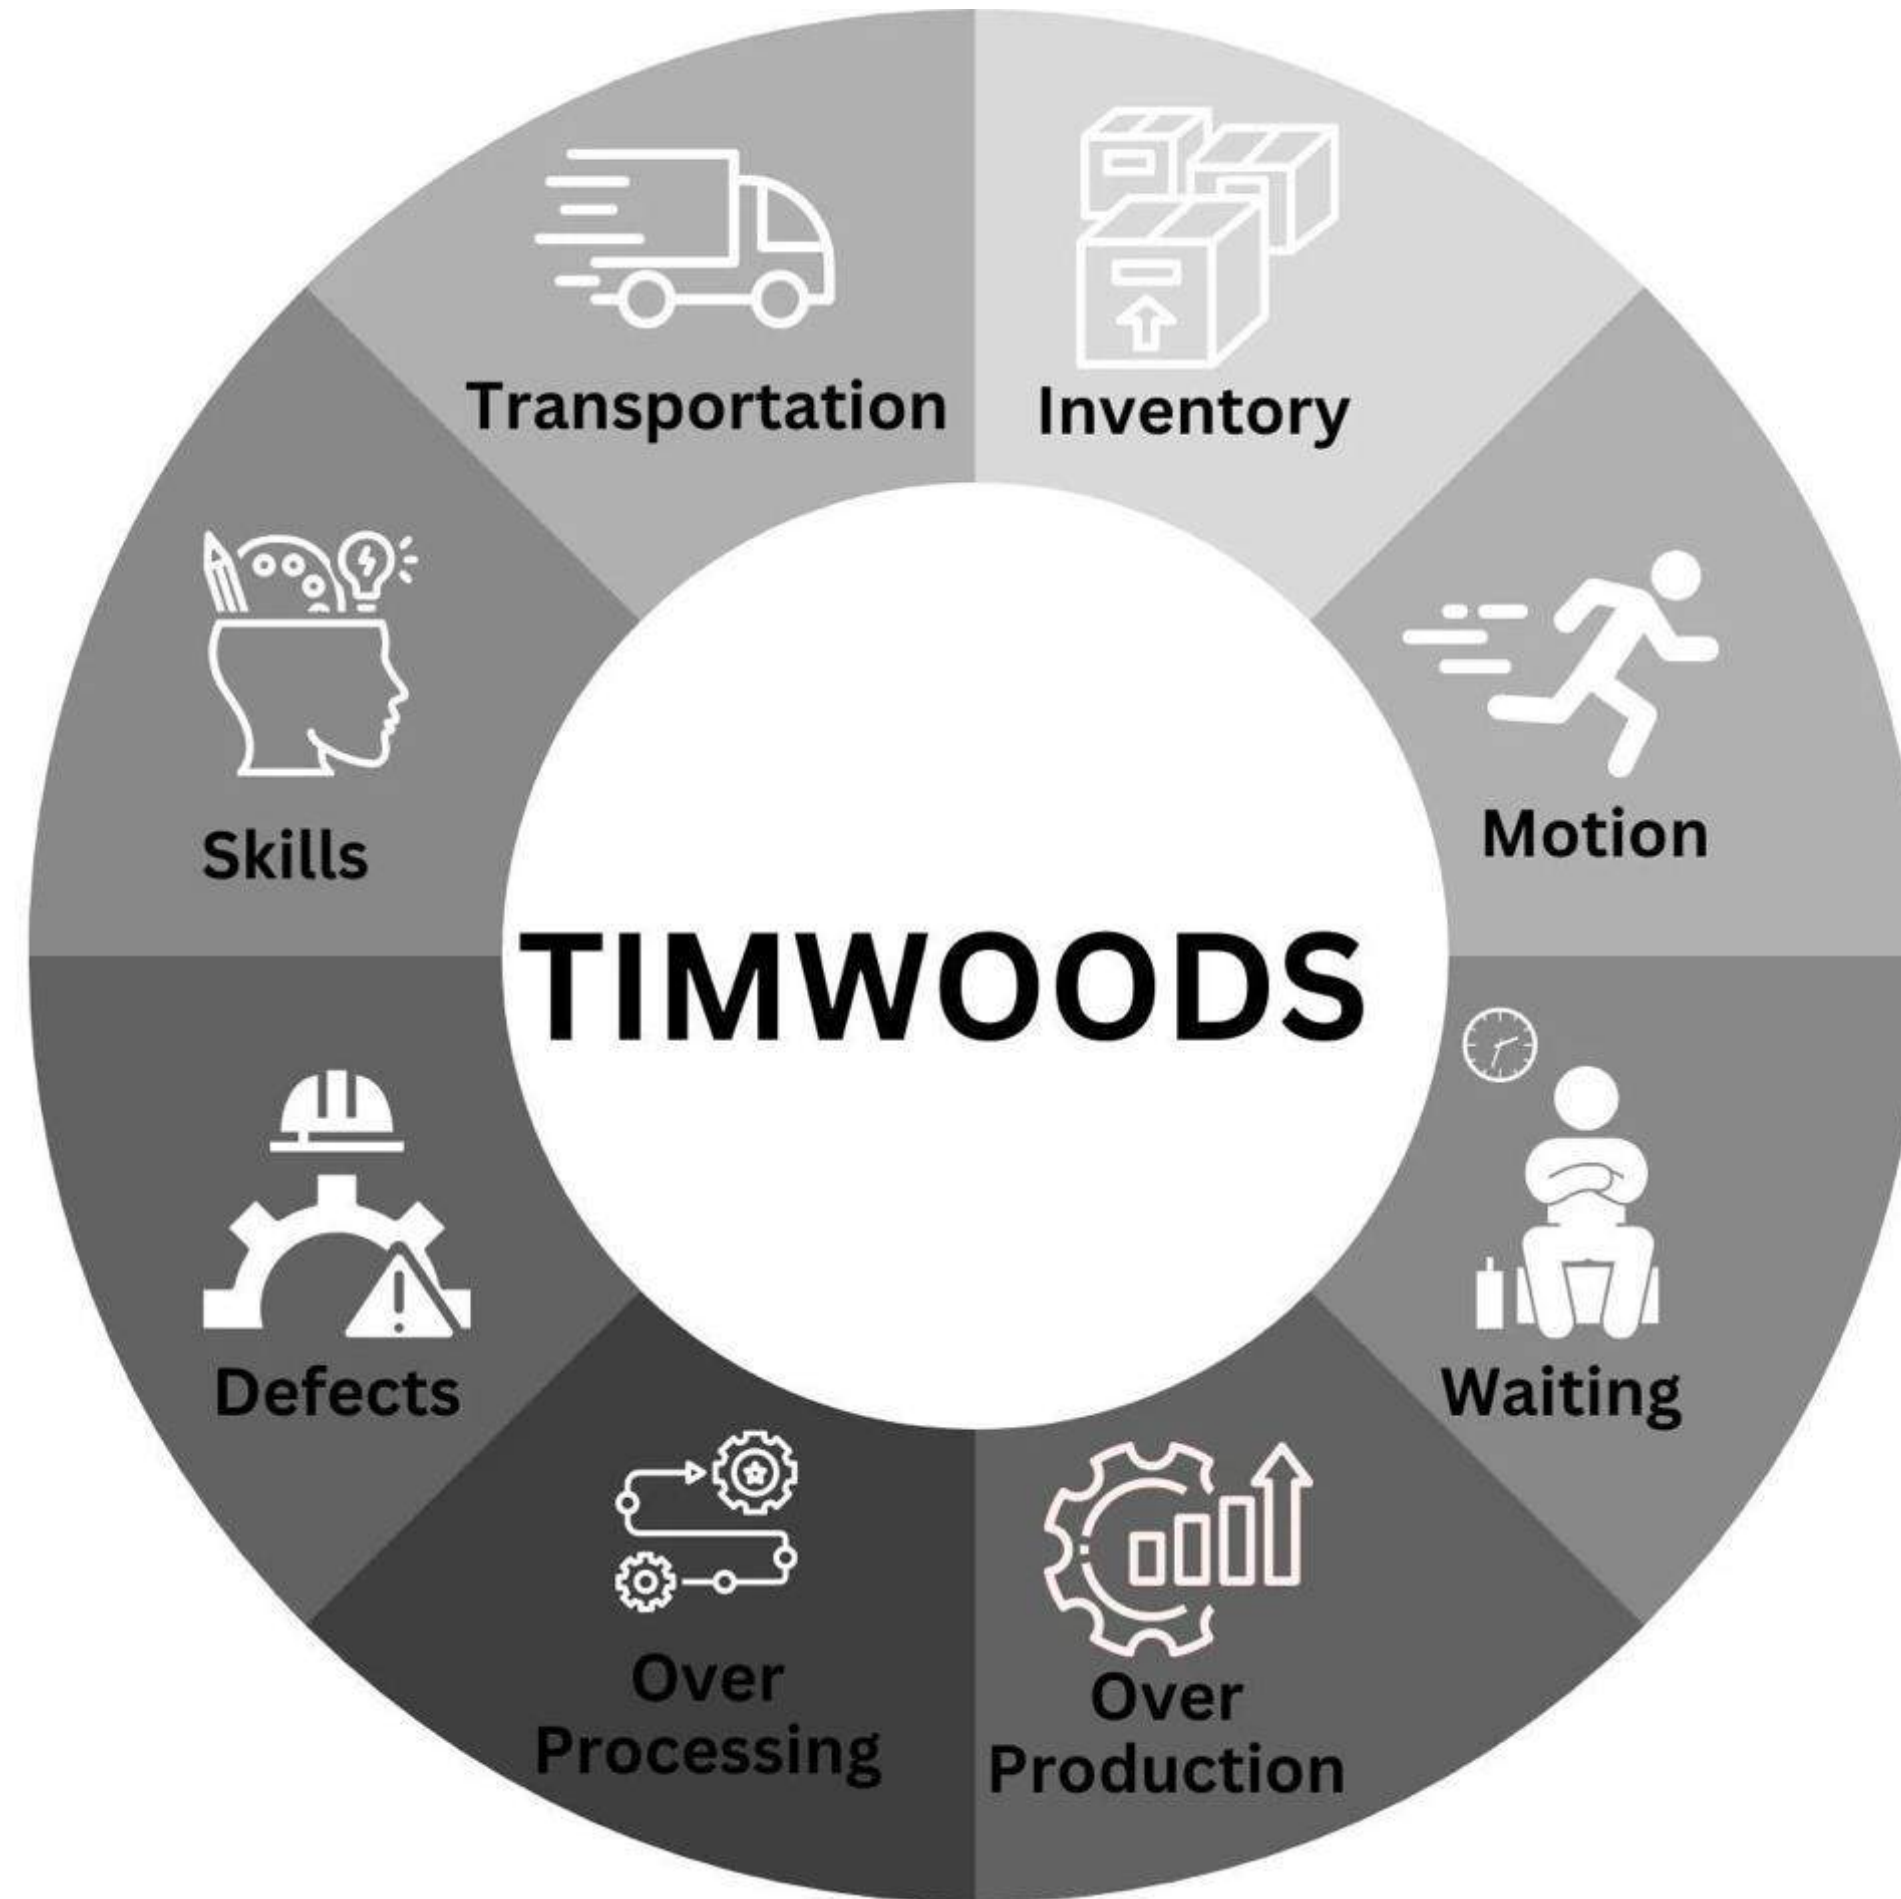 Transportation
Inventory
Motion
Waiting
Over
Production
Over
Processing
Defects
Skills
TIMWOODS